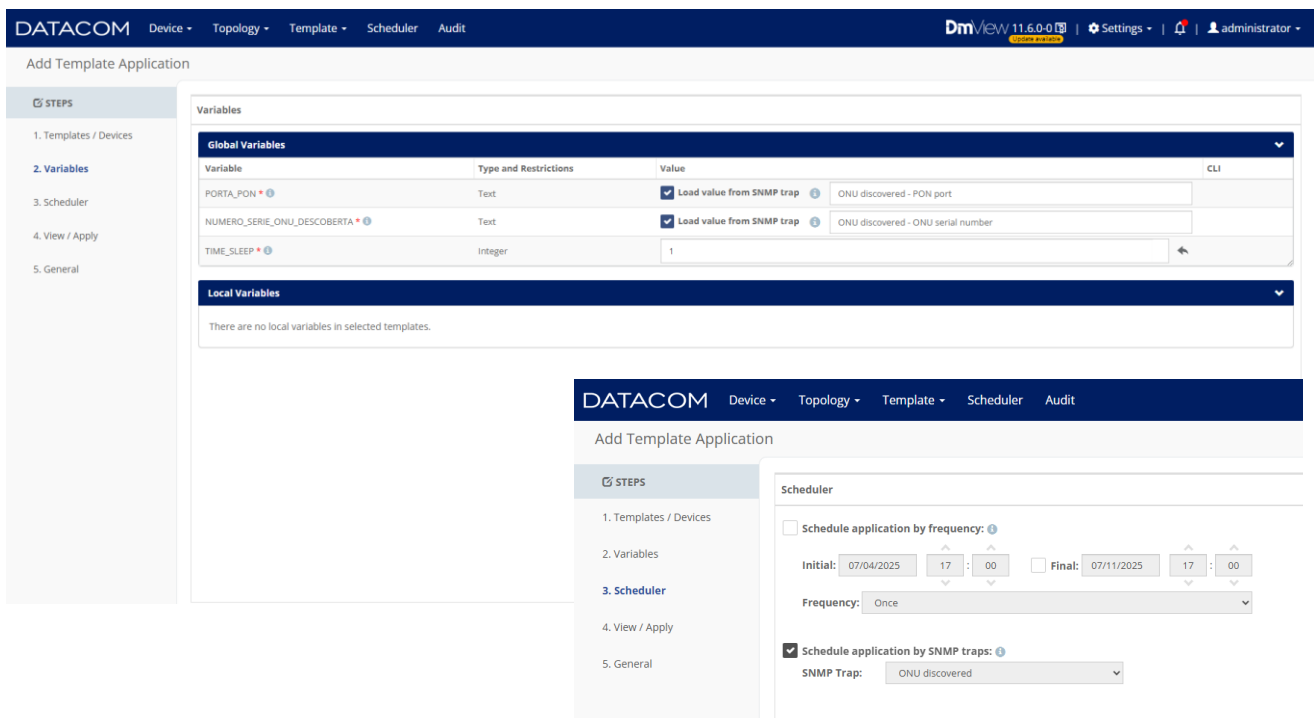 DATACOM Device Topology Template Scheduler Audit DmView 11.6.0-0 | Settings | | administrator
Update available
Add Template Application
STEPS
1. Templates / Devices
2. Variables
3. Scheduler
4. View / Apply
5. General
Variables
Global Variables
Variable Type and Restrictions Value CLI
PORTA_PON * Text Load value from SNMP trap ONU discovered - PON port
NUMERO_SERIE_ONU_DESCOBERTA * Text Load value from SNMP trap ONU discovered - ONU serial number
TIME_SLEEP * Integer 1
Local Variables
There are no local variables in selected templates.
DATACOM Device Topology Template Scheduler Audit
Add Template Application
STEPS
1. Templates / Devices
2. Variables
3. Scheduler
4. View / Apply
5. General
Scheduler
Schedule application by frequency:
Initial: 07/04/2025 17 : 00 Final: 07/11/2025 17 : 00
Frequency: Once
Schedule application by SNMP traps:
SNMP Trap: ONU discovered